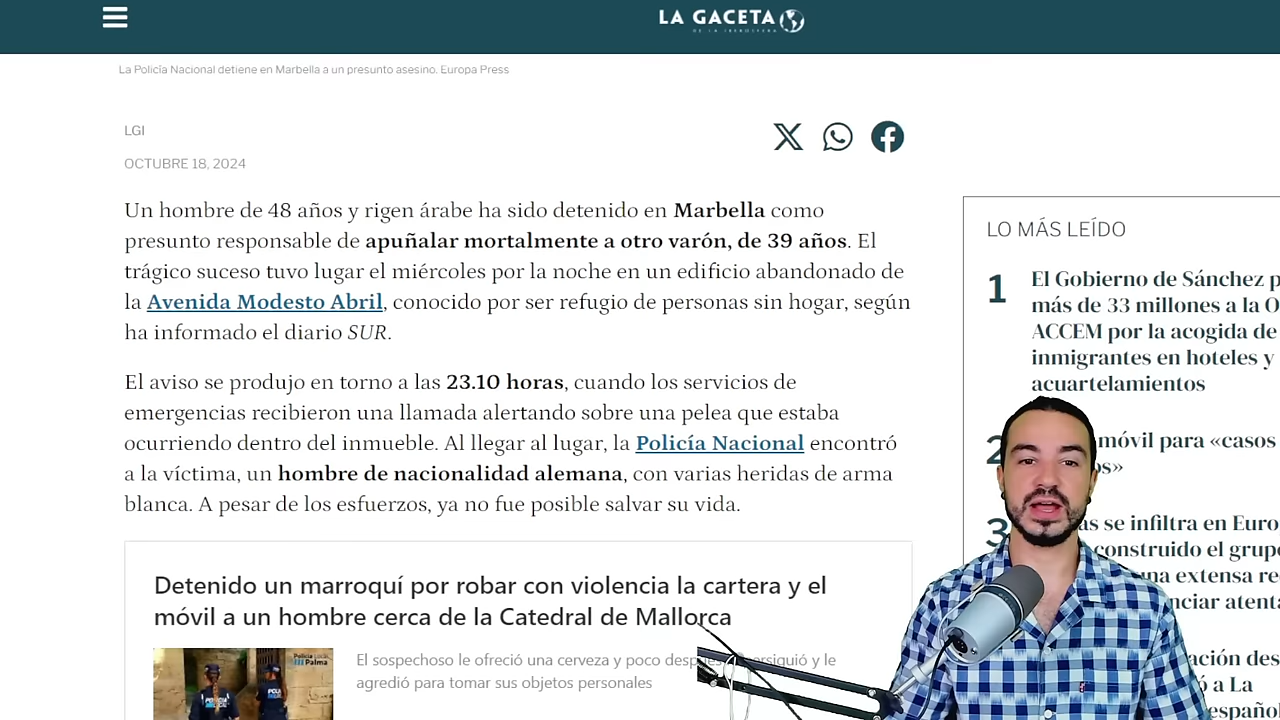 LA GACETA
DE LA IBEROSFERA
La Policía Nacional detiene en Marbella a un presunto asesino. Europa Press
LGI
OCTUBRE 18, 2024
Un hombre de 48 años y rigen árabe ha sido detenido en Marbella como
presunto responsable de apuñalar mortalmente a otro varón, de 39 años. El
trágico suceso tuvo lugar el miércoles por la noche en un edificio abandonado de
la Avenida Modesto Abril, conocido por ser refugio de personas sin hogar, según
ha informado el diario SUR.
El aviso se produjo en torno a las 23.10 horas, cuando los servicios de
emergencias recibieron una llamada alertando sobre una pelea que estaba
ocurriendo dentro del inmueble. Al llegar al lugar, la Policía Nacional encontró
a la víctima, un hombre de nacionalidad alemana, con varias heridas de arma
blanca. A pesar de los esfuerzos, ya no fue posible salvar su vida.
Detenido un marroquí por robar con violencia la cartera y el
móvil a un hombre cerca de la Catedral de Mallorca
El sospechoso le ofreció una cerveza y poco y le
agredió para tomar sus objetos personales
Policía Local
Palma
LO MÁS LEÍDO
1
El Gobierno de Sánchez
más de 33 millones a la
ACCEM por la acogida de
inmigrantes en hoteles y
acuartelamientos
2
móvil para «casos
3
se infiltra en
construido el
extensa
a La